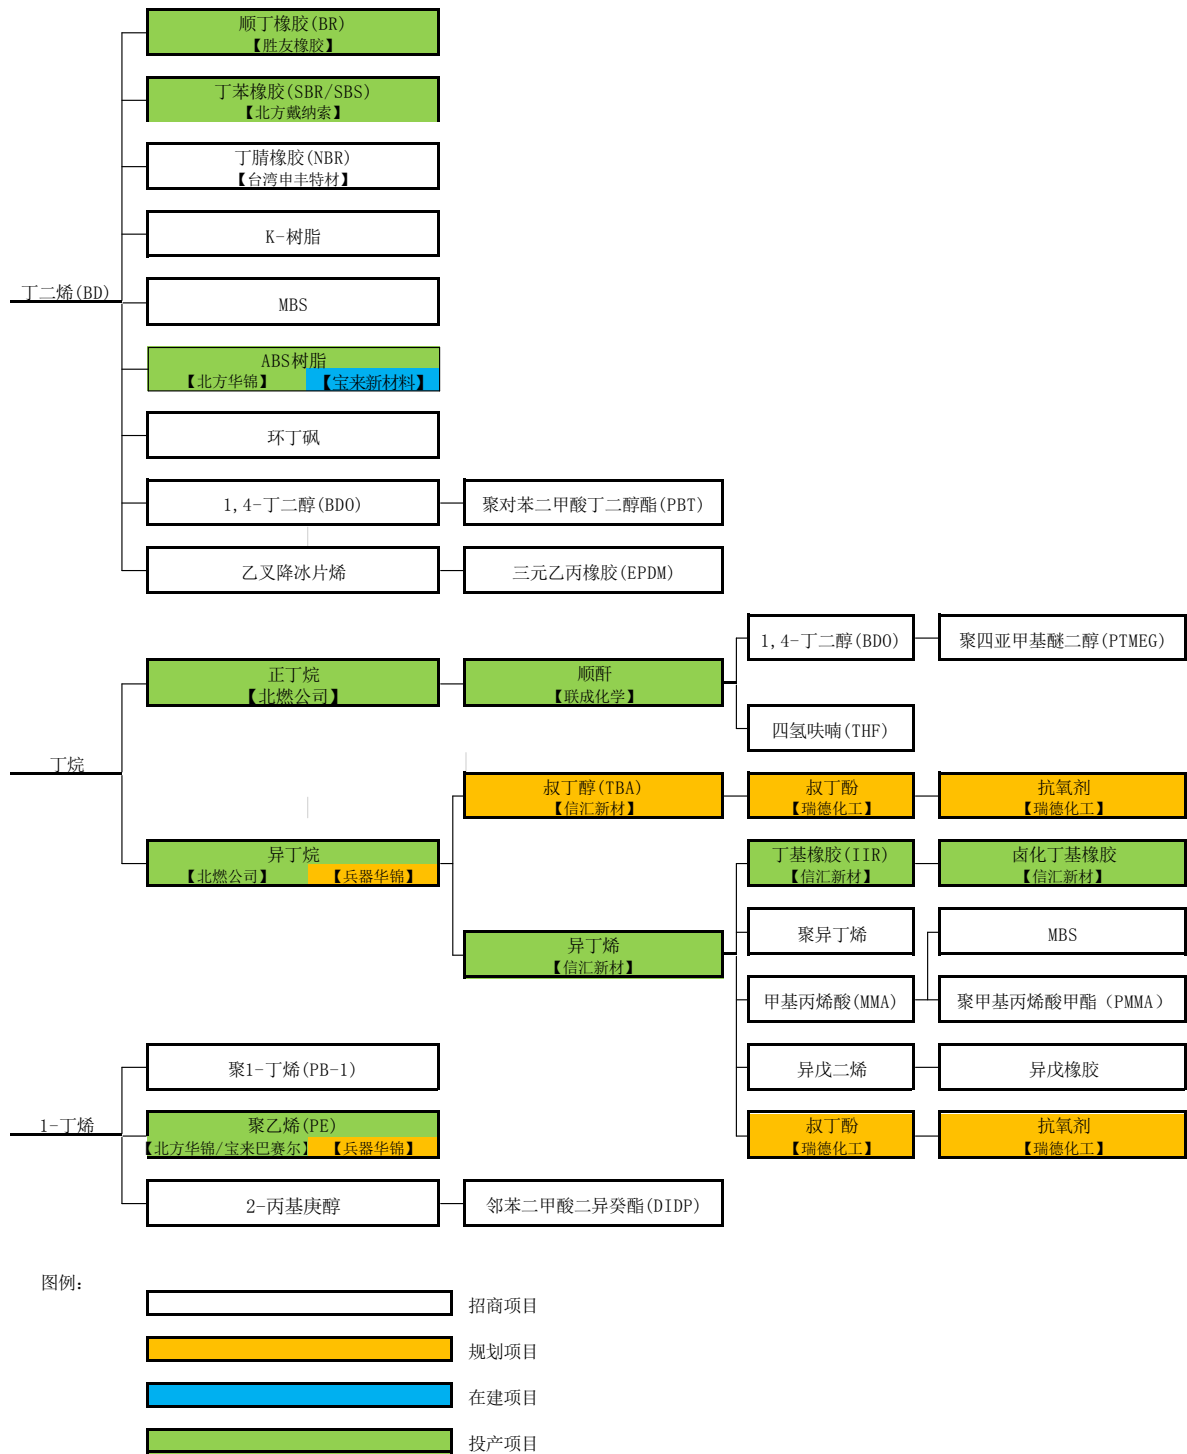 顺丁橡胶(BR)
【胜友橡胶】
丁苯橡胶(SBR/SBS)
【北方戴纳索】
丁腈橡胶(NBR)
【台湾申丰特材】
K-树脂
丁二烯(BD)
MBS
ABS树脂
【北方华锦】
【宝来新材料】
环丁砜
1,4-丁二醇(BDO)
聚对苯二甲酸丁二醇酯(PBT)
乙叉降冰片烯
三元乙丙橡胶(EPDM)
1,4-丁二醇(BDO)
聚四亚甲基醚二醇(PTMEG)
正丁烷
【北燃公司】
顺酐
【联成化学】
四氢呋喃(THF)
丁烷
叔丁醇(TBA)
【信汇新材】
叔丁酚
【瑞德化工】
抗氧剂
【瑞德化工】
异丁烷
【北燃公司】
【兵器华锦】
丁基橡胶(IIR)
【信汇新材】
卤化丁基橡胶
【信汇新材】
异丁烯
【信汇新材】
聚异丁烯
MBS
甲基丙烯酸(MMA)
聚甲基丙烯酸甲酯（PMMA）
聚1-丁烯(PB-1)
异戊二烯
异戊橡胶
1-丁烯
聚乙烯(PE)
【北方华锦/宝来巴赛尔】
【兵器华锦】
叔丁酚
【瑞德化工】
抗氧剂
【瑞德化工】
2-丙基庚醇
邻苯二甲酸二异癸酯(DIDP)
图例：
招商项目
规划项目
在建项目
投产项目